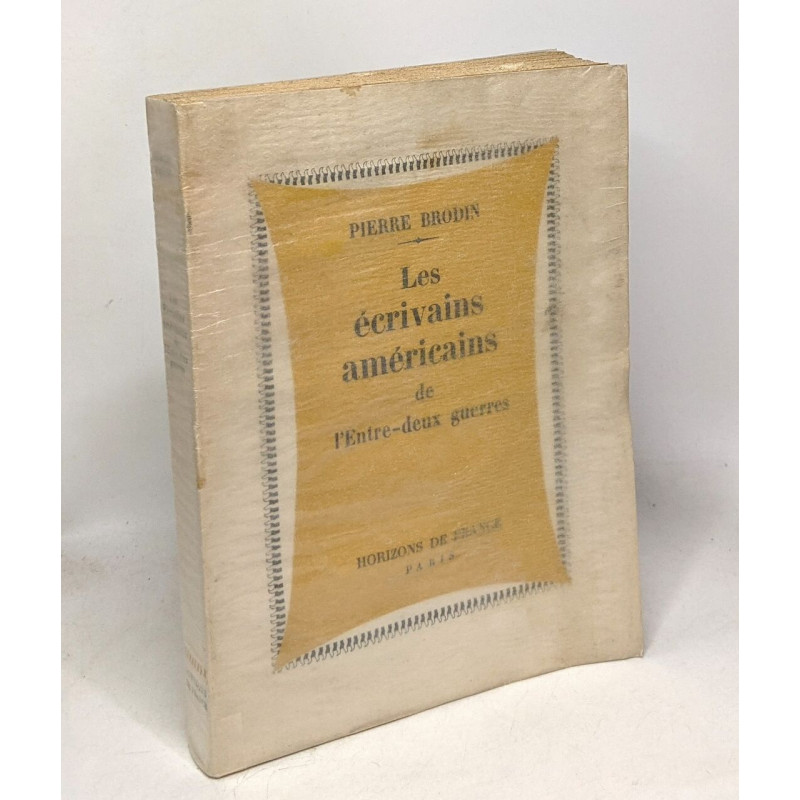 PIERRE BRODIN
Les
écrivains
américains
de
l'Entre-deux guerres
HORIZONS DE FRANCE
PARIS